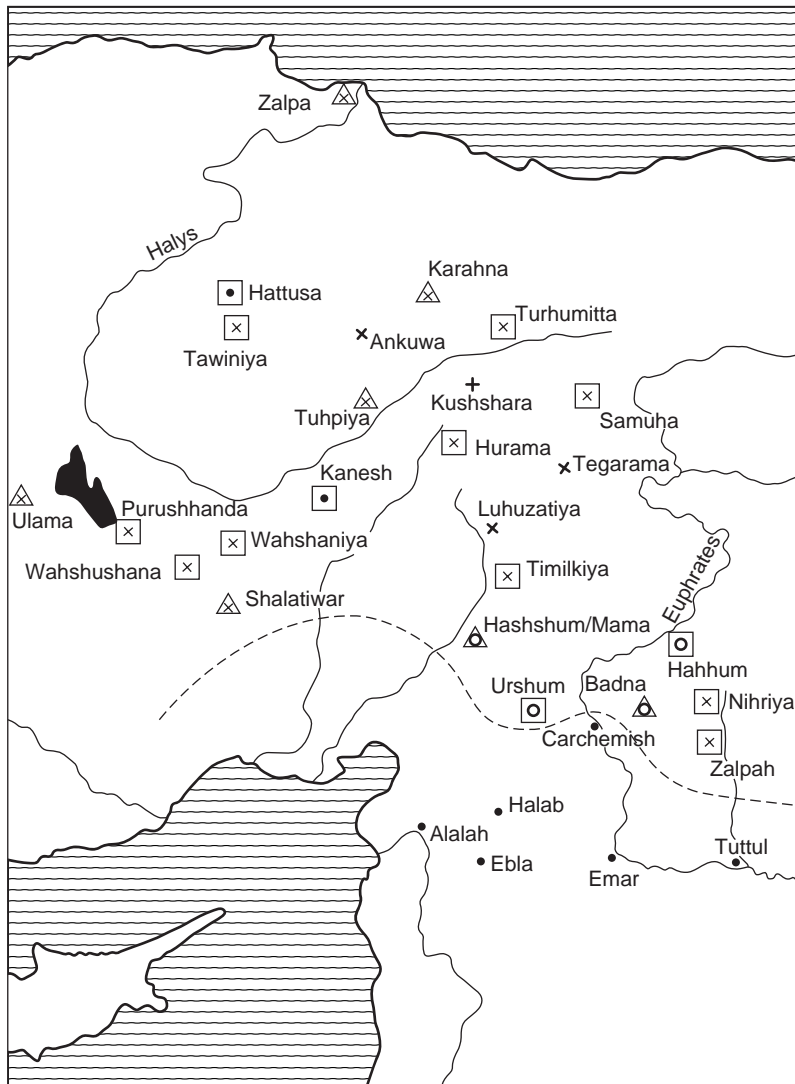 Zalpa
Halys
Karahna
Hattusa
Turhumitta
Tawiniya
Ankuwa
Kushshara
Tuhpiya
Samuha
Hurama
Tegarama
Kanesh
Ulama
Purushhanda
Luhuzatiya
Wahshaniya
Wahshushana
Timilkiya
Euphrates
Shalatiwar
Hashshum/Mama
Hahhum
Urshum
Badna
Nihriya
Carchemish
Zalpah
Halab
Alalah
Ebla
Emar
Tuttul